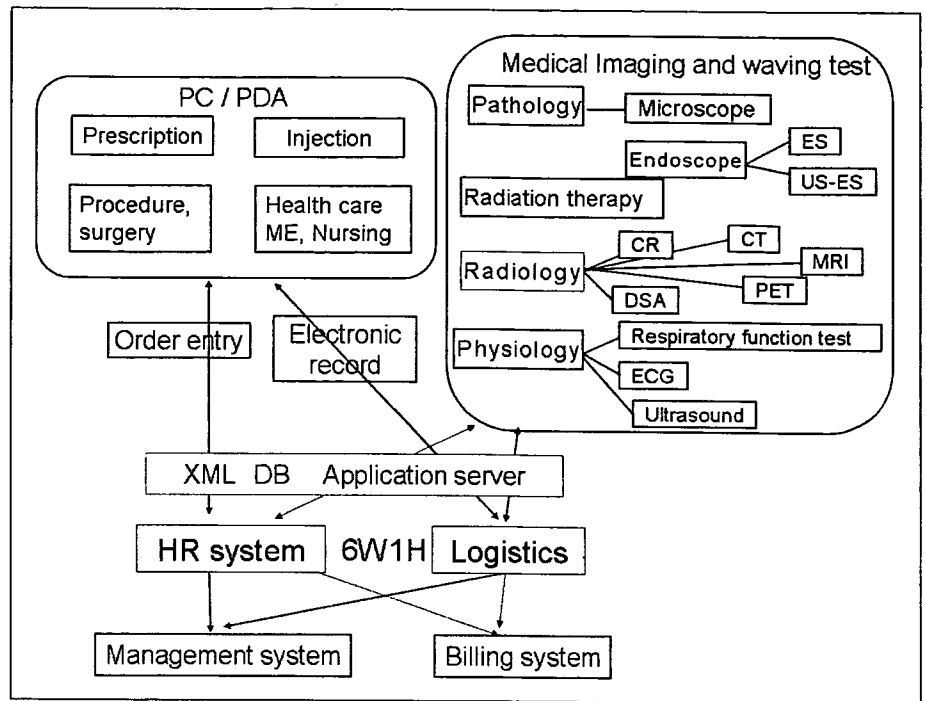 PC / PDA
Prescription
Injection
Procedure,
surgery
Health care
ME, Nursing
Medical Imaging and waving test
Pathology
Microscope
Endoscope
ES
US-ES
Radiation therapy
Radiology
CR
CT
MRI
PET
DSA
Physiology
Respiratory function test
ECG
Ultrasound
Order entry
Electronic
record
XML DB Application server
HR system 6W1H Logistics
Management system
Billing system